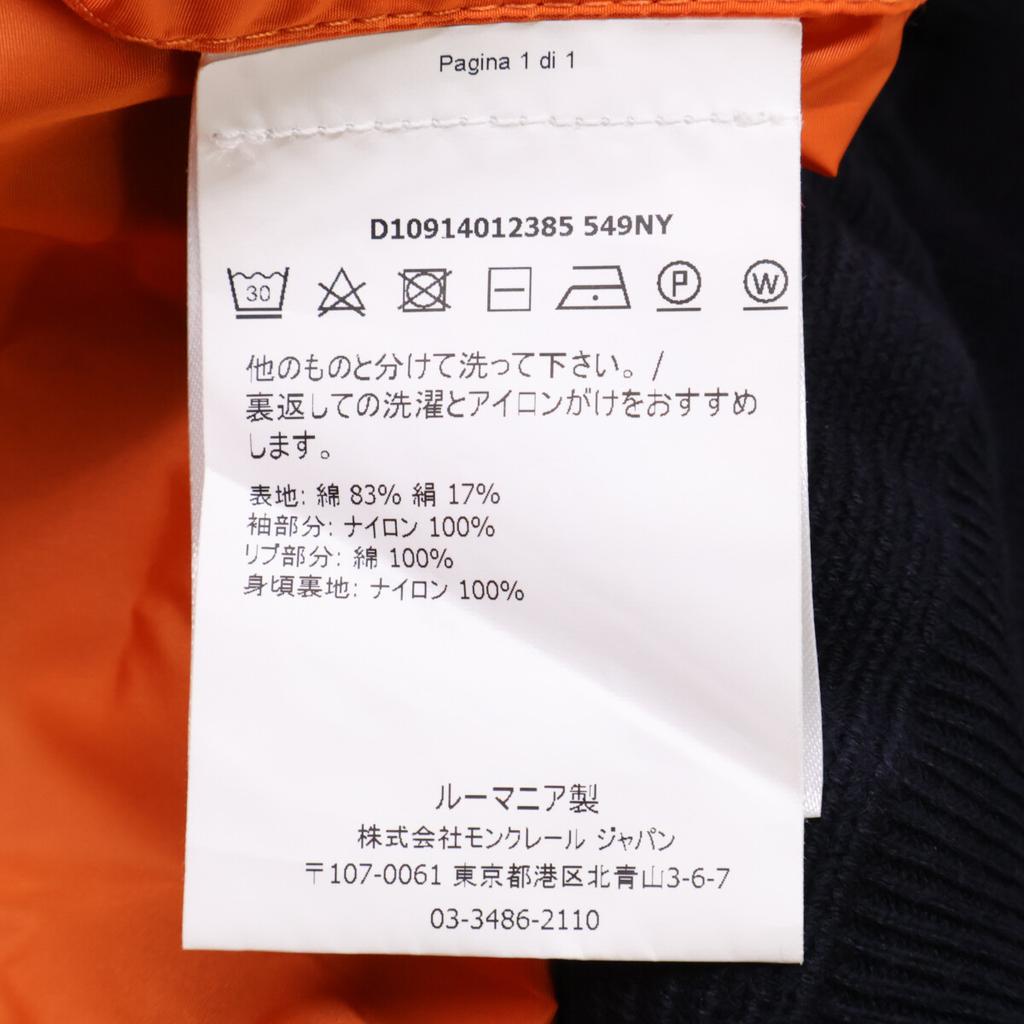 Pagina 1 di 1
D10914012385 549NY
30 P W
他のものと分けて洗って下さい。/
裏返しての洗濯とアイロンがけをおすすめ
します。
表地: 綿 83% 絹 17%
袖部分: ナイロン 100%
リブ部分: 綿 100%
身頃裏地: ナイロン 100%
ルーマニア製
株式会社モンクレール ジャパン
〒107-0061 東京都港区北青山3-6-7
03-3486-2110